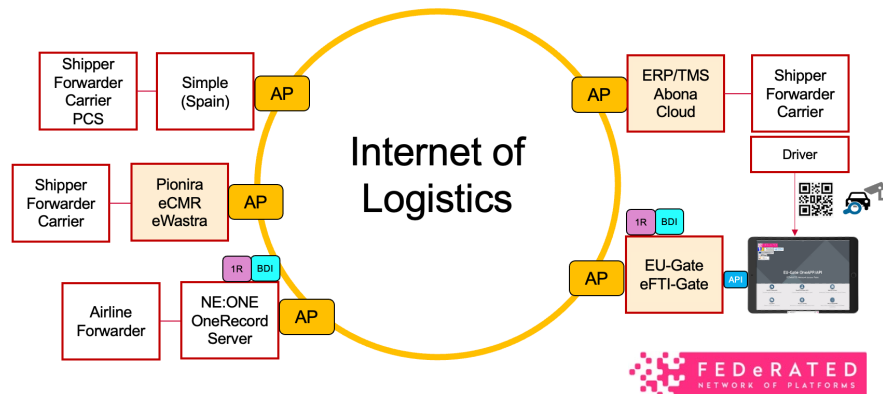 Shipper
Forwarder
Carrier
PCS
Simple
(Spain)
AP
Shipper
Forwarder
Carrier
Pionira
eCMR
eWastra
AP
1R
BDI
Airline
Forwarder
NE:ONE
OneRecord
Server
AP
Internet of
Logistics
AP
ERP/TMS
Abona
Cloud
Shipper
Forwarder
Carrier
Driver
1R
BDI
AP
EU-Gate
eFTI-Gate
API
FEDeRATED
NETWORK OF PLATFORMS